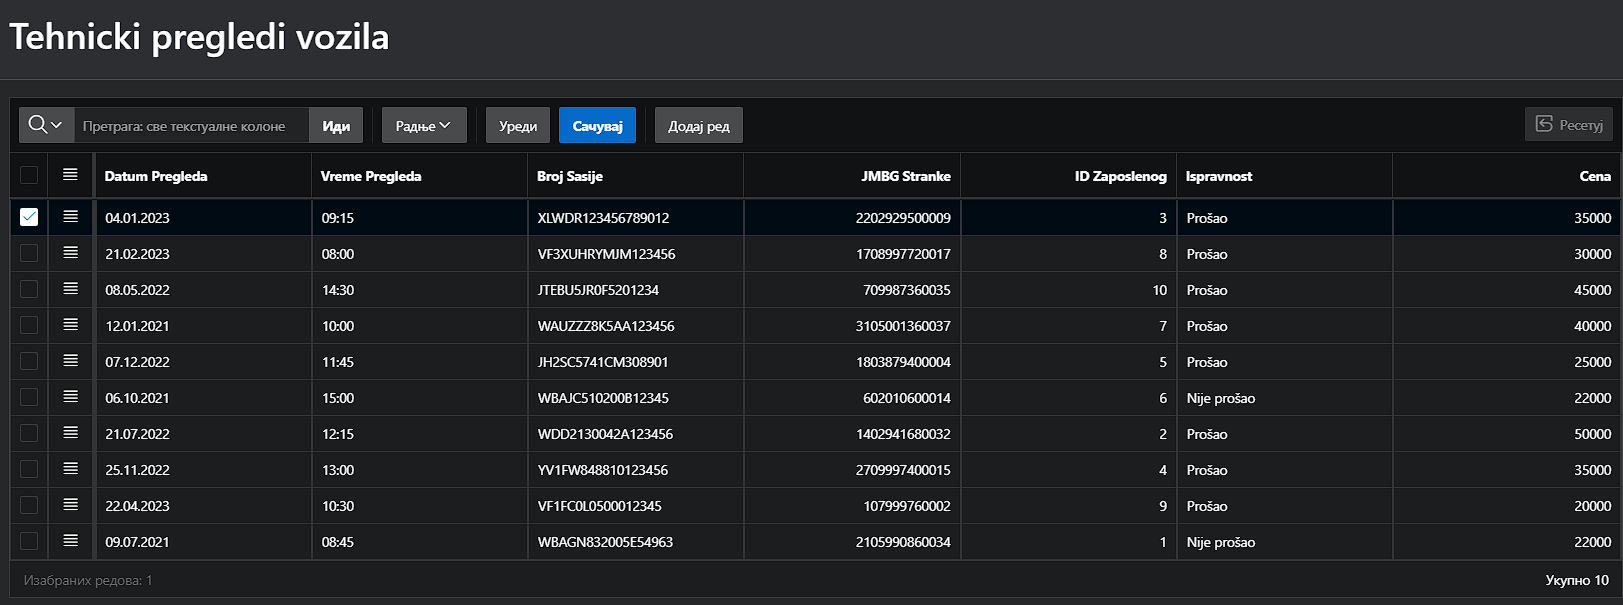 Tehnicki pregledi vozila
Претрага: све текстуалне колоне Иди Радње Уреди Сачувај Додај ред Ресетуј
Datum Pregleda Vreme Pregleda Broj Sasije JMBG Stranke ID Zaposlenog Ispravnost Cena
04.01.2023 09:15 XLWDR123456789012 2202929500009 3 Prošao 35000
21.02.2023 08:00 VF3XUHRYMJM123456 1708997720017 8 Prošao 30000
08.05.2022 14:30 JTEBU5JR0F5201234 709987360035 10 Prošao 45000
12.01.2021 10:00 WAUZZZ8K5AA123456 3105001360037 7 Prošao 40000
07.12.2022 11:45 JH2SC5741CM308901 1803879400004 5 Prošao 25000
06.10.2021 15:00 WBAJC510200B12345 602010600014 6 Nije prošao 22000
21.07.2022 12:15 WDD2130042A123456 1402941680032 2 Prošao 50000
25.11.2022 13:00 YV1FW848810123456 2709997400015 4 Prošao 35000
22.04.2023 10:30 VF1FC0L0500012345 107999760002 9 Prošao 20000
09.07.2021 08:45 WBAGN832005E54963 2105990860034 1 Nije prošao 22000
Изабраних редова: 1 Укупно 10